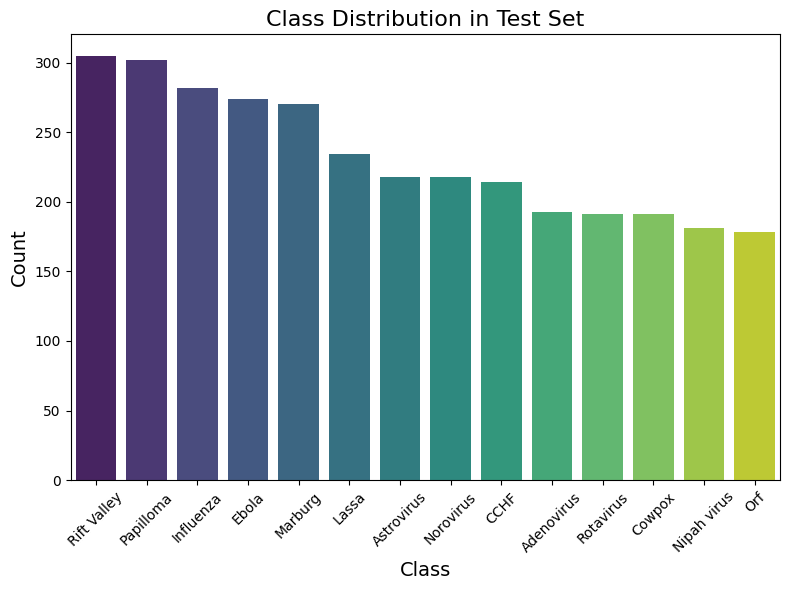 Class Distribution in Test Set
Count
300
250
200
150
100
50
0
Rift Valley
Papilloma
Influenza
Ebola
Marburg
Lassa
Astrovirus
Norovirus
CCHF
Adenovirus
Rotavirus
Cowpox
Nipah virus
Orf
Class